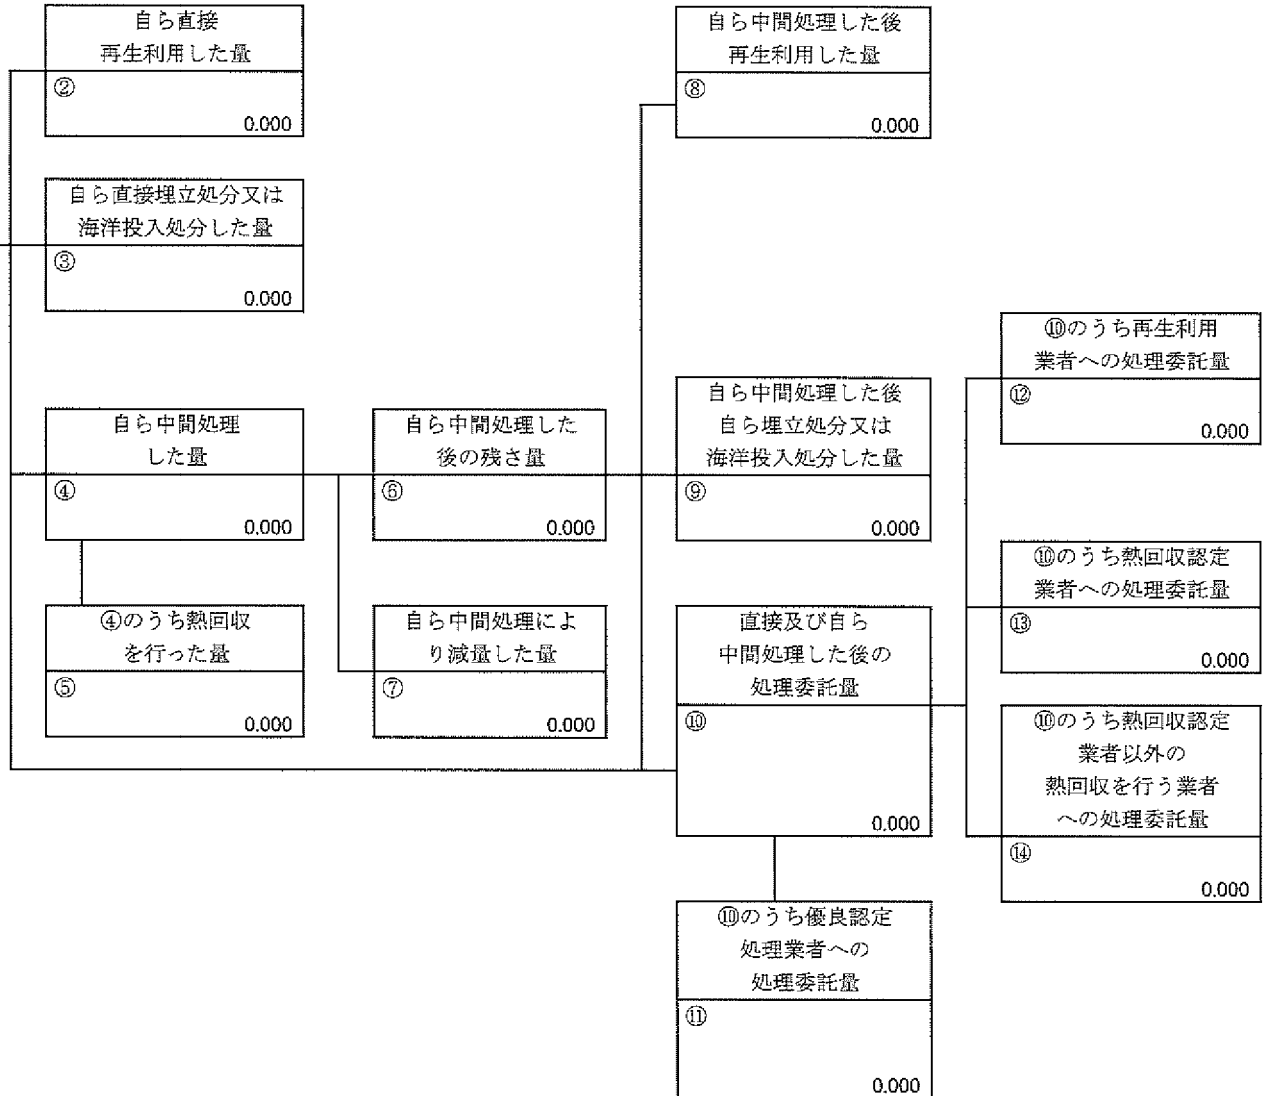 自ら直接
再生利用した量
②
0.000
自ら中間処理した後
再生利用した量
⑧
0.000
自ら直接埋立処分又は
海洋投入処分した量
③
0.000
⑩のうち再生利用
業者への処理委託量
⑫
0.000
自ら中間処理
した量
④
0.000
自ら中間処理した
後の残さ量
⑥
0.000
自ら中間処理した後
自ら埋立処分又は
海洋投入処分した量
⑨
0.000
⑩のうち熱回収認定
業者への処理委託量
⑬
0.000
④のうち熱回収
を行った量
⑤
0.000
自ら中間処理によ
り減量した量
⑦
0.000
直接及び自ら
中間処理した後の
処理委託量
⑩
0.000
⑩のうち熱回収認定
業者以外の
熱回収を行う業者
への処理委託量
⑭
0.000
⑩のうち優良認定
処理業者への
処理委託量
⑪
0.000